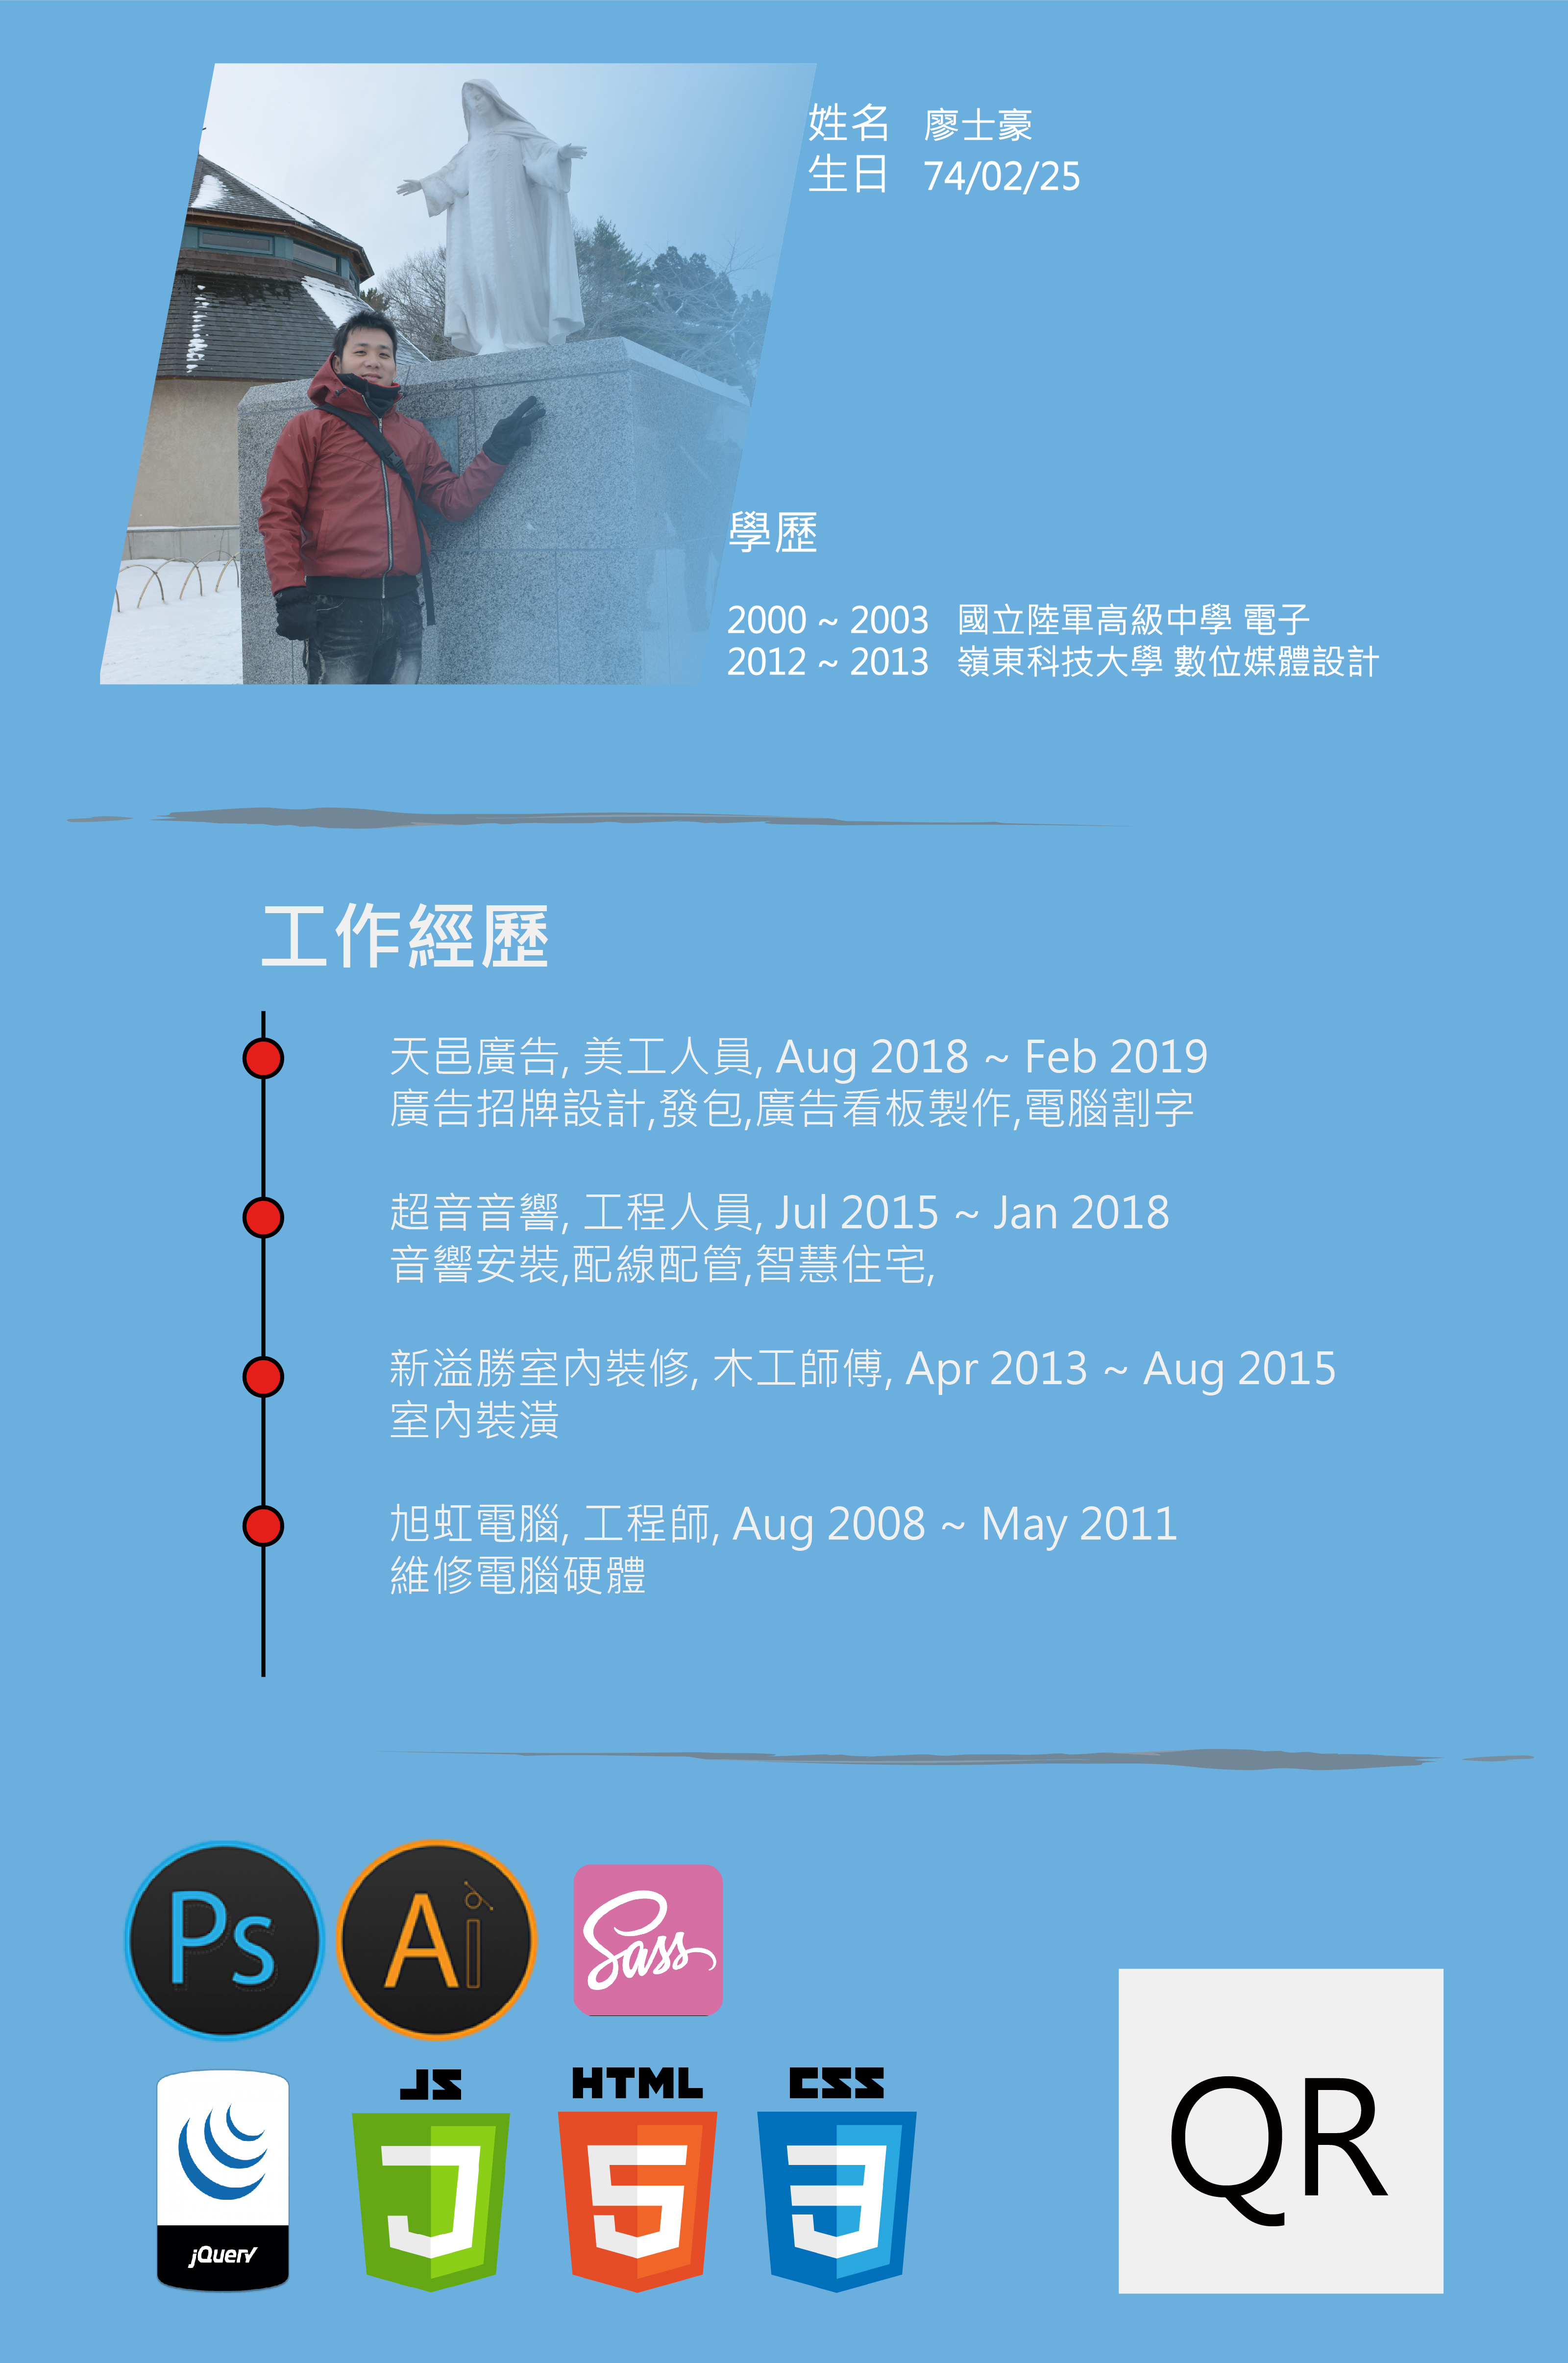 姓名 廖士豪
生日 74/02/25
學歷
2000 ~ 2003 國立陸軍高級中學 電子
2012 ~ 2013 嶺東科技大學 數位媒體設計
工作經歷
天邑廣告, 美工人員, Aug 2018 ~ Feb 2019
廣告招牌設計,發包,廣告看板製作,電腦割字
超音音響, 工程人員, Jul 2015 ~ Jan 2018
音響安裝,配線配管,智慧住宅,
新溢勝室內裝修, 木工師傅, Apr 2013 ~ Aug 2015
室內裝潢
旭虹電腦, 工程師, Aug 2008 ~ May 2011
維修電腦硬體
Ps Ai Sass
JS HTML CSS
J 5 3
jQuery
QR